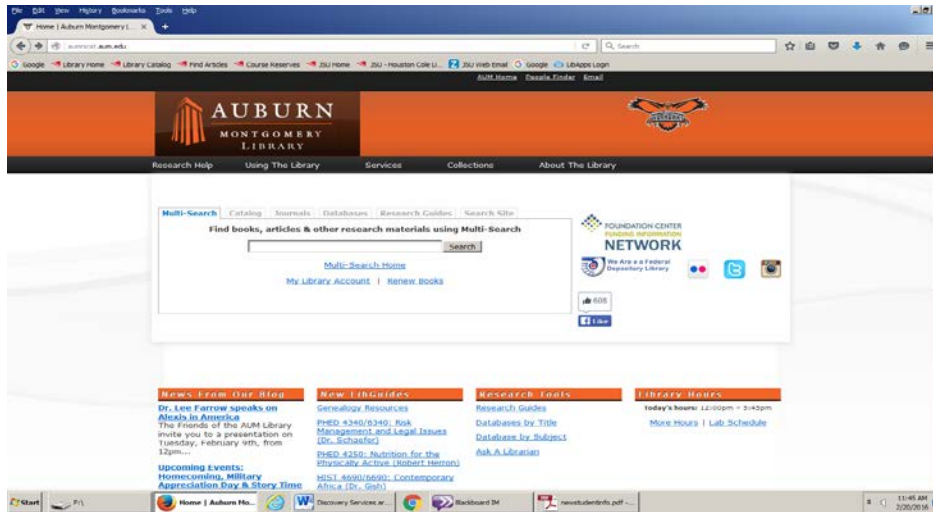 File Edit View History Bookmarks Tools Help
Home | Auburn Montgomery L...
aum.edu
Search
Google Library Home Library Catalog Find Articles Course Reserves JSU Home JSU - Houston Cole Li... JSU Web Email Google LibApps Login
AUM Home People Finder Email
AUBURN
MONTGOMERY
LIBRARY
Research Help Using The Library Services Collections About The Library
Multi-Search Catalog Journals Databases Research Guides Search Site
Find books, articles & other research materials using Multi-Search
Search
Multi-Search Home
My Library Account | Renew Books
FOUNDATION CENTER
FUNDING INFORMATION
NETWORK
We Are a a Federal
Depository Library
608
Like
News From Our Blog
Dr. Lee Farrow speaks on
Alexis in America
The Friends of the AUM Library
invite you to a presentation on
Tuesday, February 9th, from
12pm...
Upcoming Events:
Homecoming, Military
Appreciation Day & Story Time
New LibGuides
Genealogy Resources
PHED 4340/6340: Risk
Management and Legal Issues
(Dr. Schaefer)
PHED 4250: Nutrition for the
Physically Active (Robert Herron)
HIST 4690/6690: Contemporary
Africa (Dr. Gish)
Research Tools
Research Guides
Databases by Title
Database by Subject
Ask A Librarian
Library Hours
Today's hours: 12:00pm - 5:45pm
More Hours | Lab Schedule
Start Home | Auburn Mo... Discovery Services ar... Blackboard IM newstudentinfo.pdf - ...
11:45 AM
2/20/2016